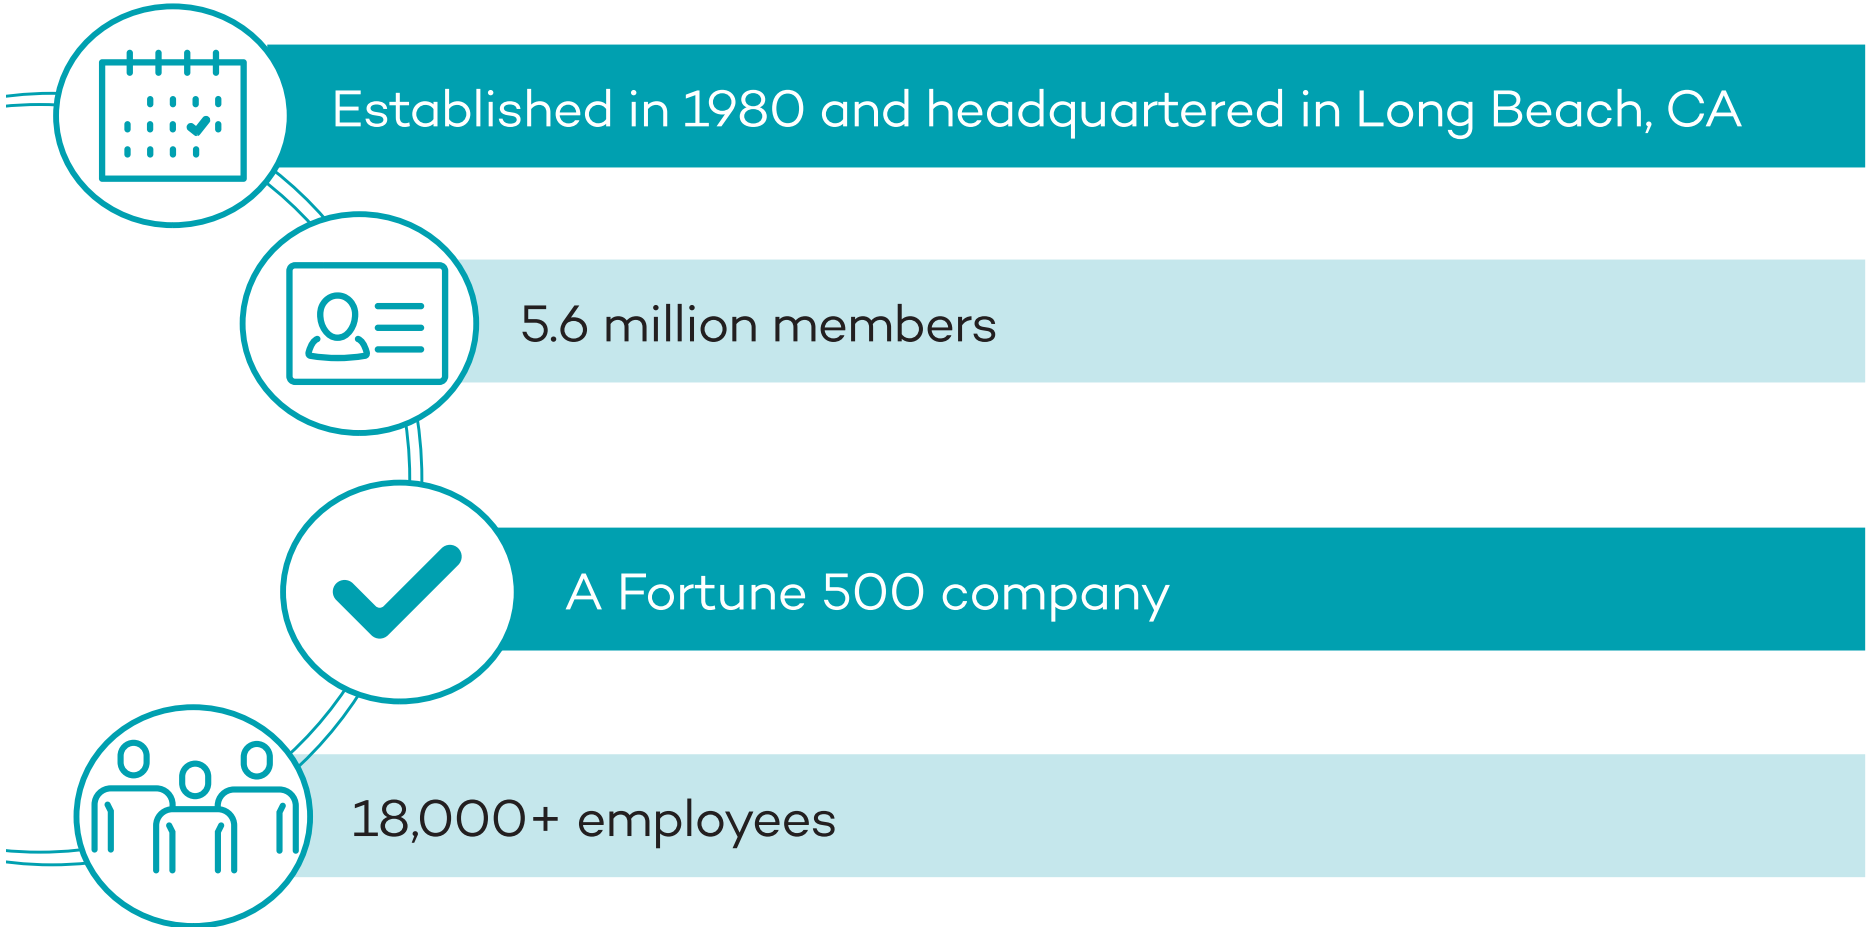 Established in 1980 and headquartered in Long Beach, CA
5.6 million members
A Fortune 500 company
18,000+ employees